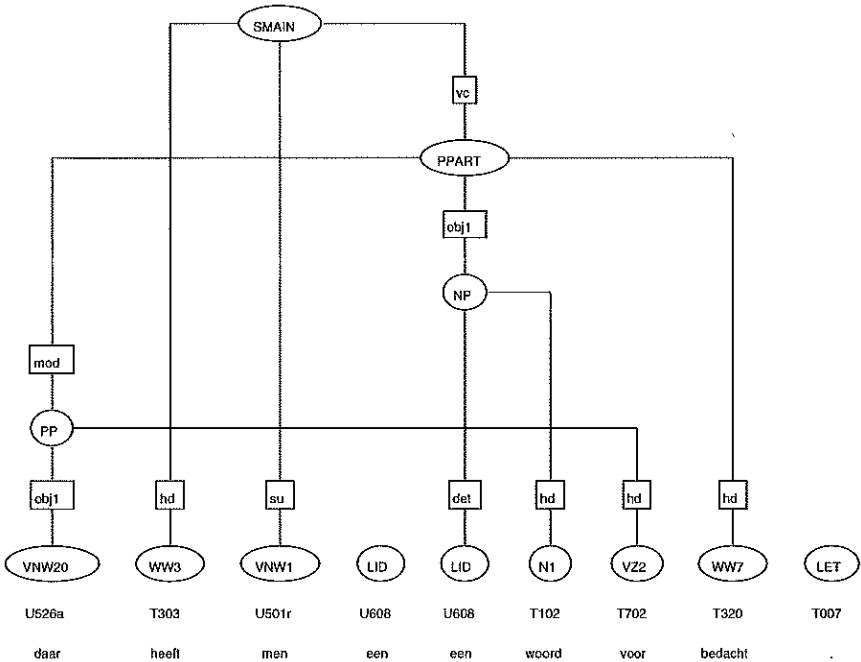 SMAIN
vc
PPART
obj1
NP
mod
PP
obj1 hd su det hd hd hd
VNW20 WW3 VNW1 LID LID N1 VZ2 WW7 LET
U526a T303 U501r U608 U608 T102 T702 T320 T007
daar heeft men een een woord voor bedacht .